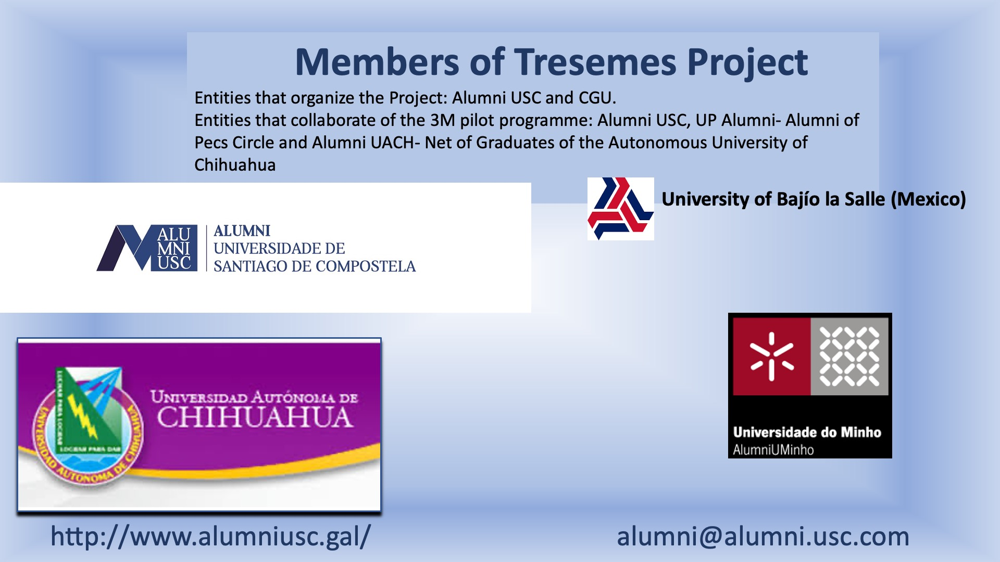 Members of Tresemes Project
Entities that organize the Project: Alumni USC and CGU.
Entities that collaborate of the 3M pilot programme: Alumni USC, UP Alumni- Alumni of
Pecs Circle and Alumni UACH- Net of Graduates of the Autonomous University of
Chihuahua
University of Bajío la Salle (Mexico)
ALU
MNI
USC
ALUMNI
UNIVERSIDADE DE
SANTIAGO DE COMPOSTELA
LUCHAR PARA LOGRAR
LOGRAR PARA DAR
UNIVERSIDAD AUTONOMA DE CHIHUAHUA
UNIVERSIDAD AUTÓNOMA DE
CHIHUAHUA
Universidade do Minho
AlumniUMinho
http://www.alumniusc.gal/
alumni@alumni.usc.com